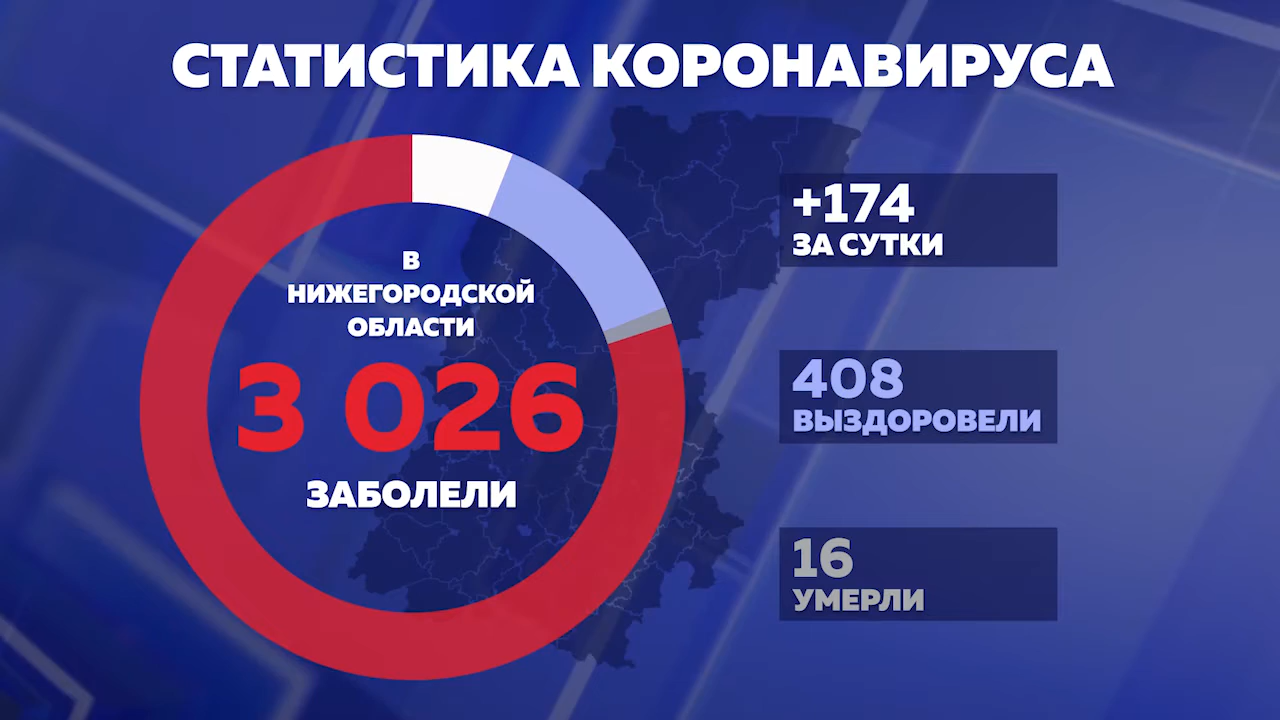 СТАТИСТИКА КОРОНАВИРУСА
В
НИЖЕГОРОДСКОЙ
ОБЛАСТИ
3 026
ЗАБОЛЕЛИ
+174
ЗА СУТКИ
408
ВЫЗДОРОВЕЛИ
16
УМЕРЛИ